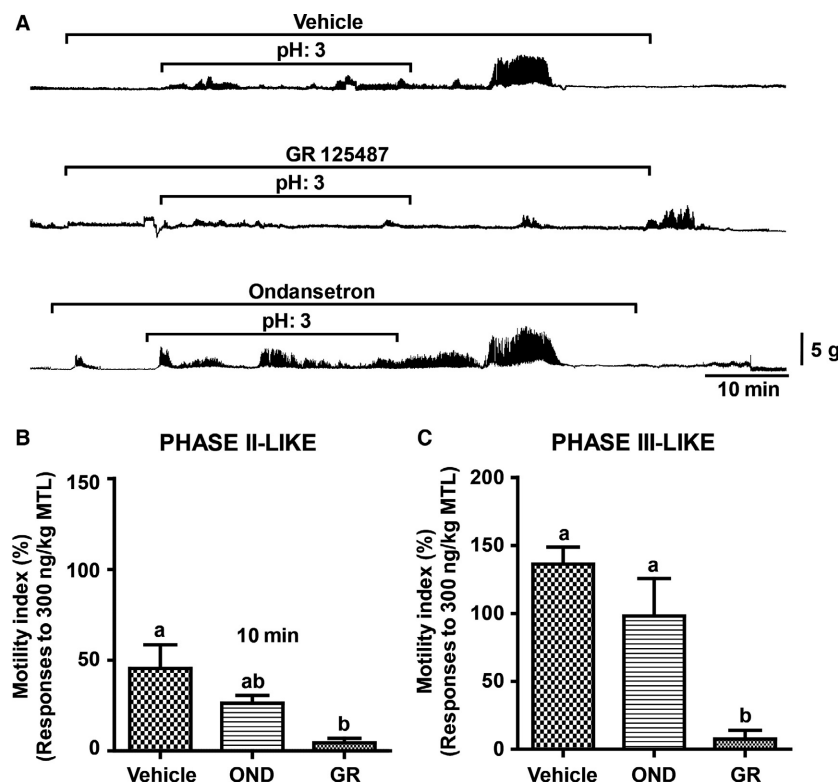 A
Vehicle
pH: 3
GR 125487
pH: 3
Ondansetron
pH: 3
5 g
10 min
B
PHASE II-LIKE
Motility index (%)
(Responses to 300 ng/kg MTL)
150
100
50
0
a
10 min
ab
b
Vehicle OND GR
C
PHASE III-LIKE
Motility index (%)
(Responses to 300 ng/kg MTL)
200
150
100
50
0
a
a
b
Vehicle OND GR